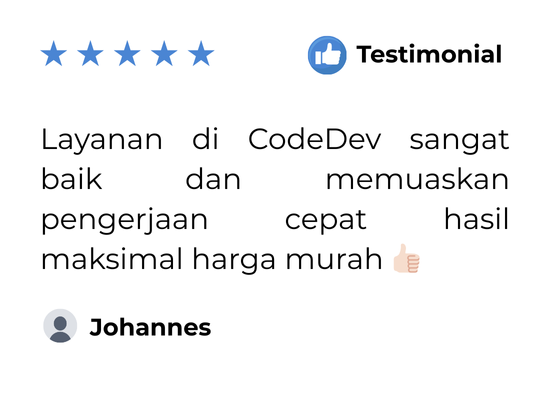 Testimonial
Layanan di CodeDev sangat
baik dan memuaskan
pengerjaan cepat hasil
maksimal harga murah 👍🏻
Johannes